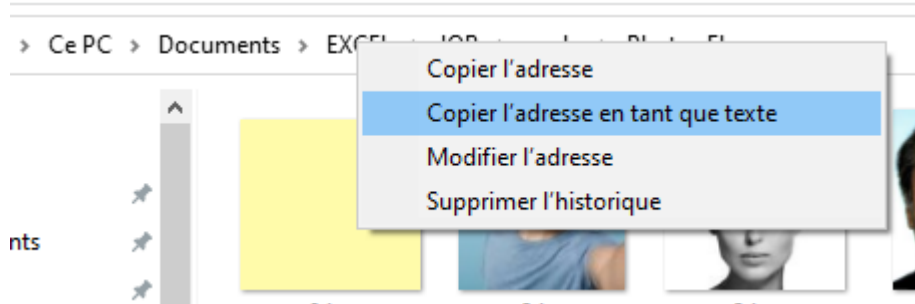 > Ce PC > Documents >
Copier l'adresse
Copier l'adresse en tant que texte
Modifier l'adresse
Supprimer l'historique
nts